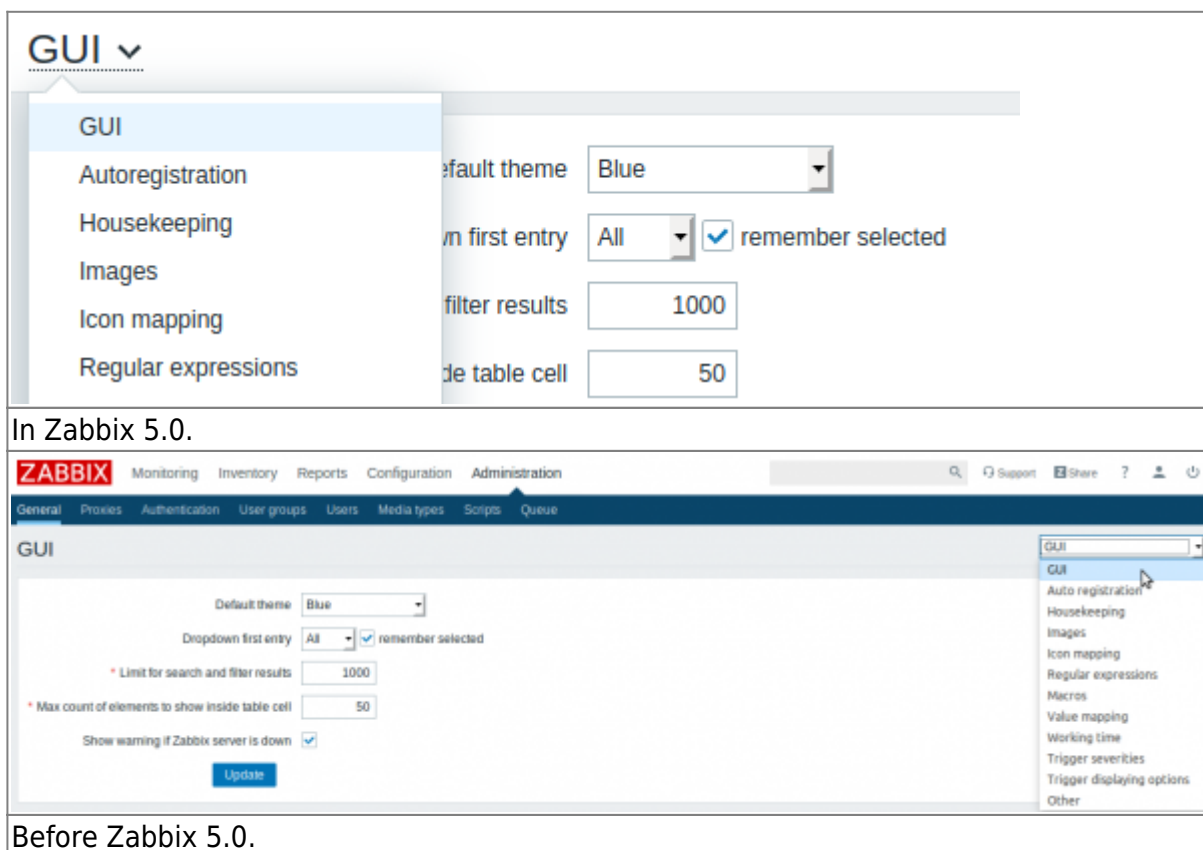 GUI
GUI
Autoregistration
Housekeeping
Images
Icon mapping
Regular expressions
efault theme Blue
n first entry All remember selected
filter results 1000
de table cell 50
In Zabbix 5.0.
ZABBIX Monitoring Inventory Reports Configuration Administration Support Z Share ?
General Proxies Authentication User groups Users Media types Scripts Queue
GUI GUI
GUI
Auto registration
Housekeeping
Images
Icon mapping
Regular expressions
Macros
Value mapping
Working time
Trigger severities
Trigger displaying options
Other
Default theme Blue
Dropdown first entry All remember selected
* Limit for search and filter results 1000
* Max count of elements to show inside table cell 50
Show warning if Zabbix server is down
Update
Before Zabbix 5.0.